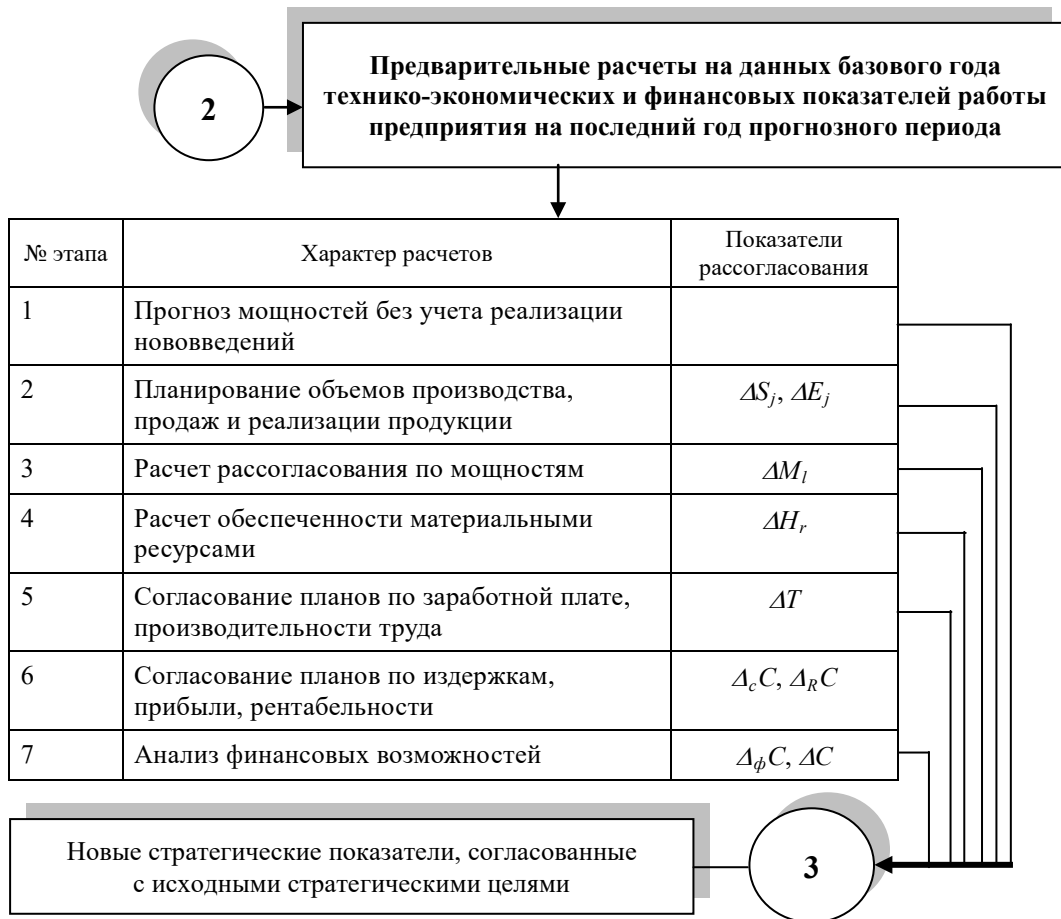 2
Предварительные расчеты на данных базового года
технико-экономических и финансовых показателей работы
предприятия на последний год прогнозного периода
№ этапа
Характер расчетов
Показатели
рассогласования
1
Прогноз мощностей без учета реализации
нововведений
2
Планирование объемов производства,
продаж и реализации продукции
ΔSj, ΔEj
3
Расчет рассогласования по мощностям
ΔMl
4
Расчет обеспеченности материальными
ресурсами
ΔHr
5
Согласование планов по заработной плате,
производительности труда
ΔT
6
Согласование планов по издержкам,
прибыли, рентабельности
ΔcC, ΔRC
7
Анализ финансовых возможностей
ΔфC, ΔC
Новые стратегические показатели, согласованные
с исходными стратегическими целями
3